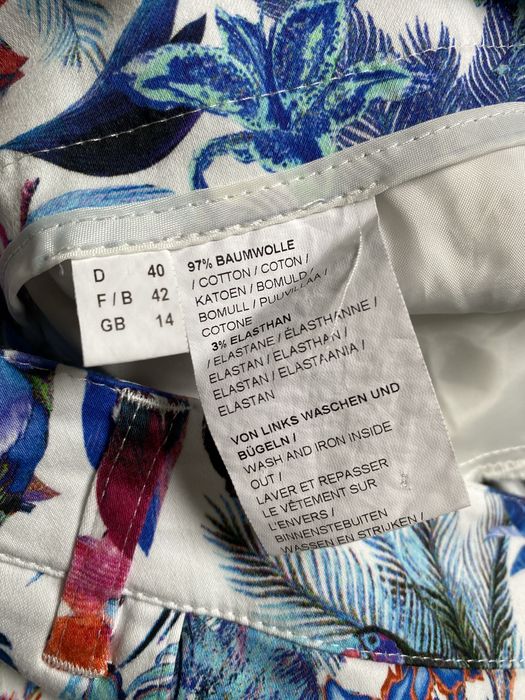 D 40
F / B 42
GB 14
97% BAUMWOLLE
/ COTTON / COTON /
KATOEN / BOMULD /
BOMULL / PUUVILLAA /
COTONE
3% ELASTHAN
/ ELASTANE / ÉLASTHANNE /
ELASTAN / ELASTHAN /
ELASTAN / ELASTAANIA /
ELASTAN
VON LINKS WASCHEN UND
BÜGELN /
WASH AND IRON INSIDE
OUT /
LAVER ET REPASSER
LE VÊTEMENT SUR
L'ENVERS /
BINNENSTEBUITEN
WASSEN EN STRIJKEN /